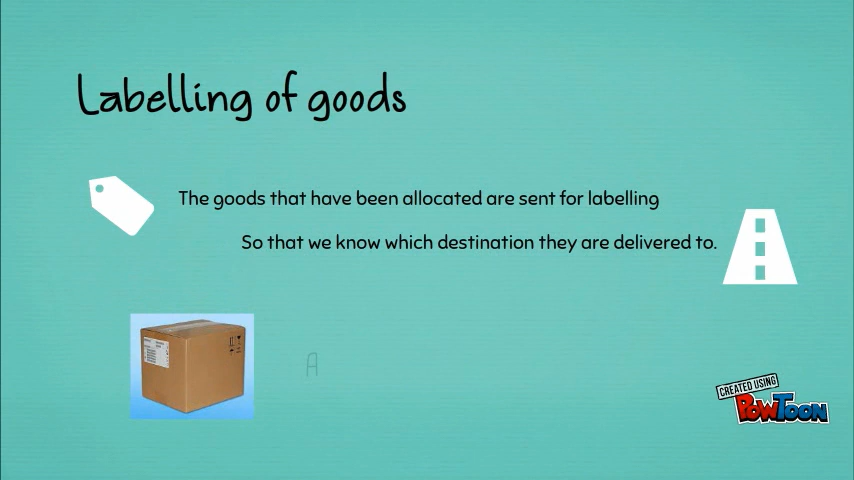 Labelling of goods
The goods that have been allocated are sent for labelling
So that we know which destination they are delivered to.
A
CREATED USING
POWTOON